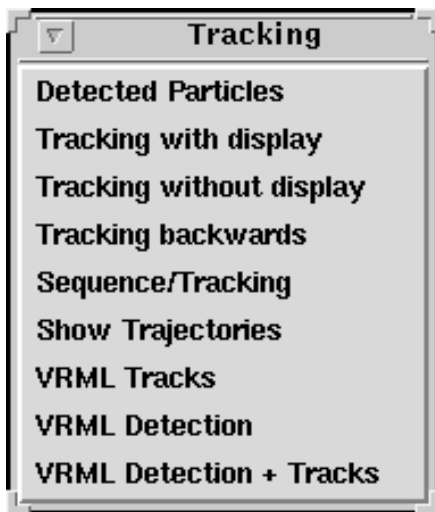 Tracking
Detected Particles
Tracking with display
Tracking without display
Tracking backwards
Sequence/Tracking
Show Trajectories
VRML Tracks
VRML Detection
VRML Detection + Tracks